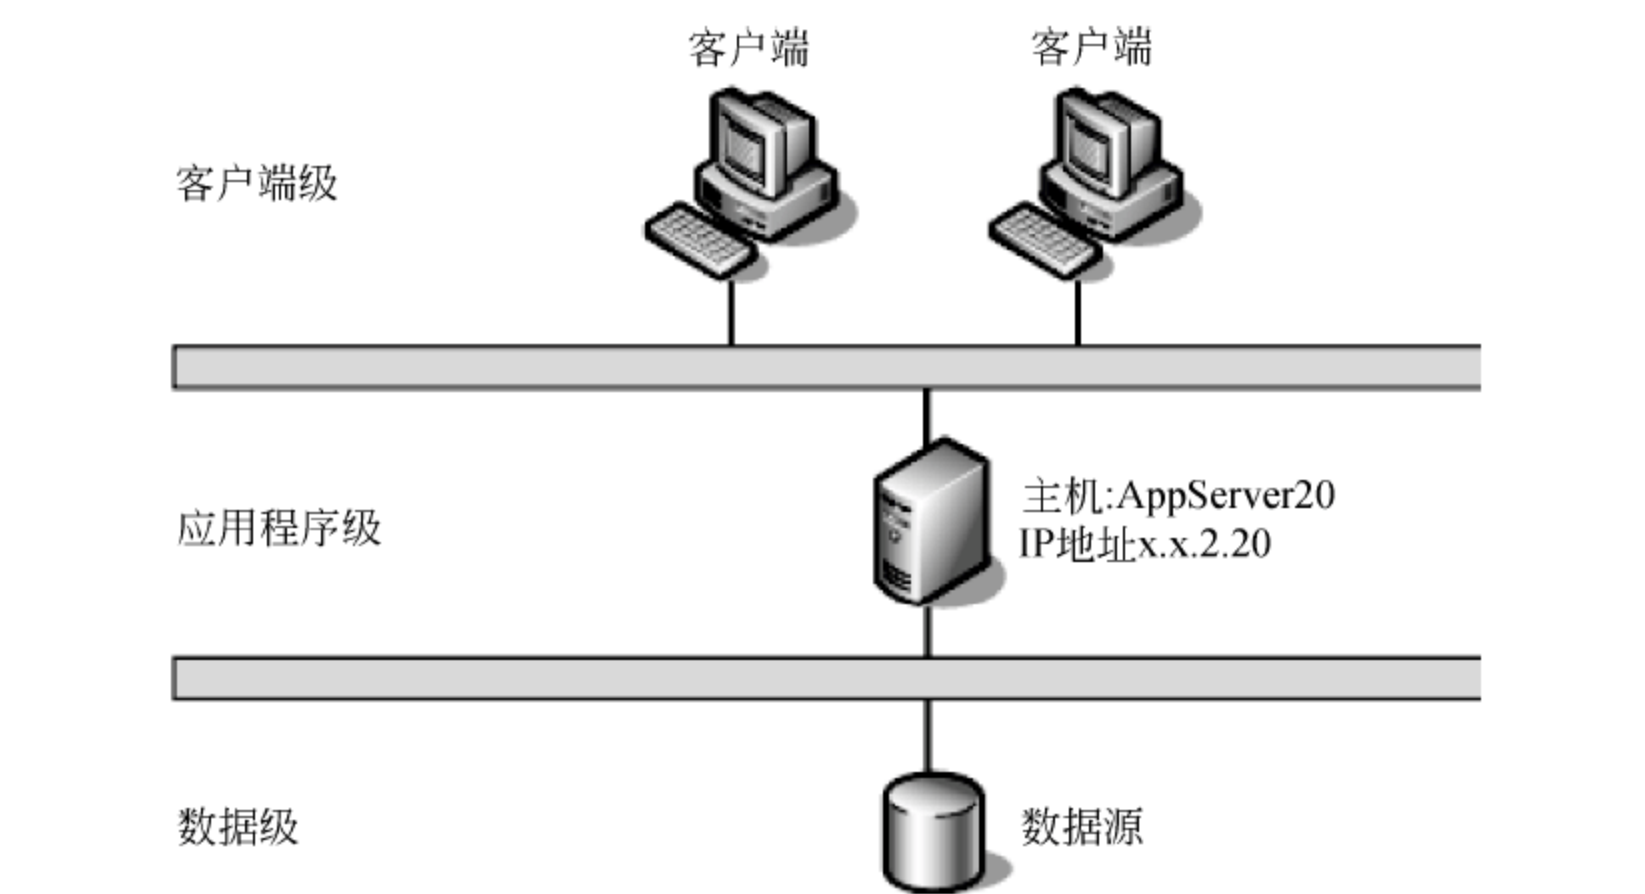 客户端
客户端
客户端级
主机:AppServer20
IP地址x.x.2.20
应用程序级
数据级
数据源